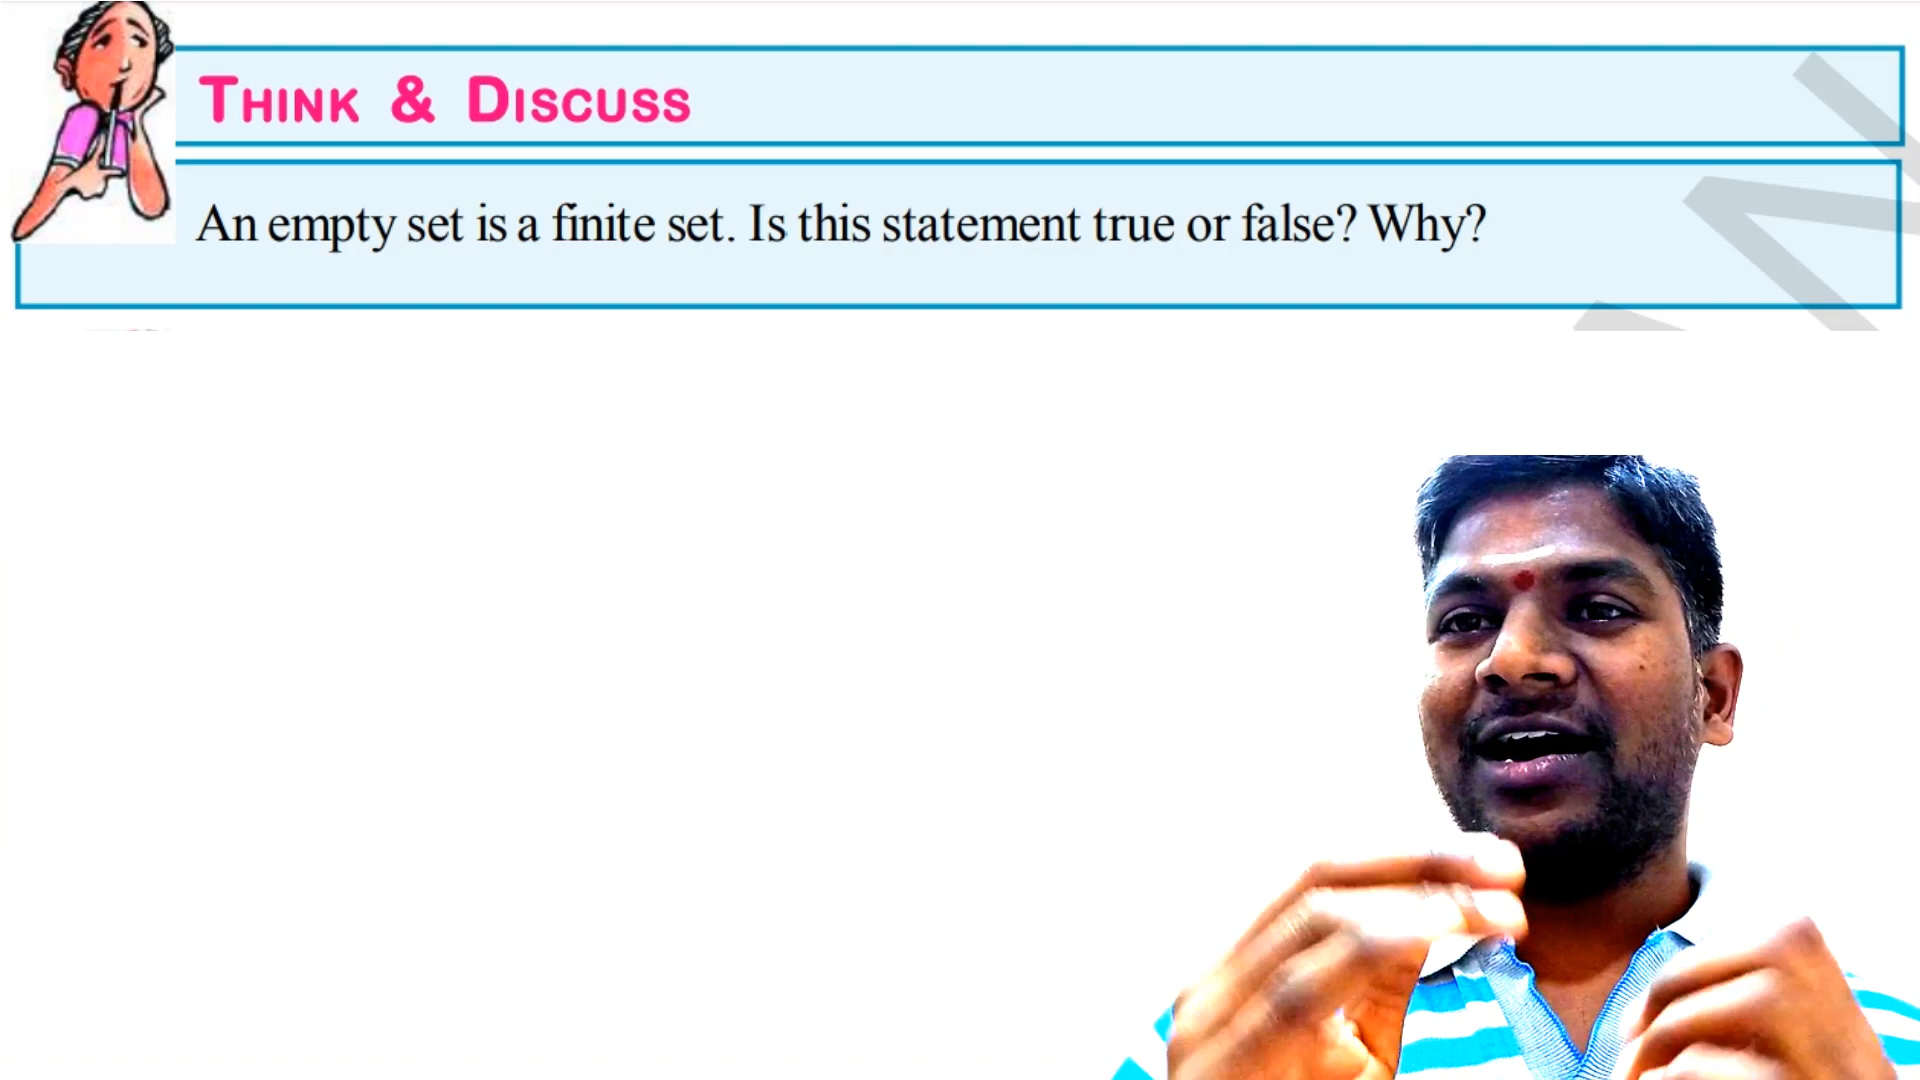 THINK & DISCUSS
An empty set is a finite set. Is this statement true or false? Why?